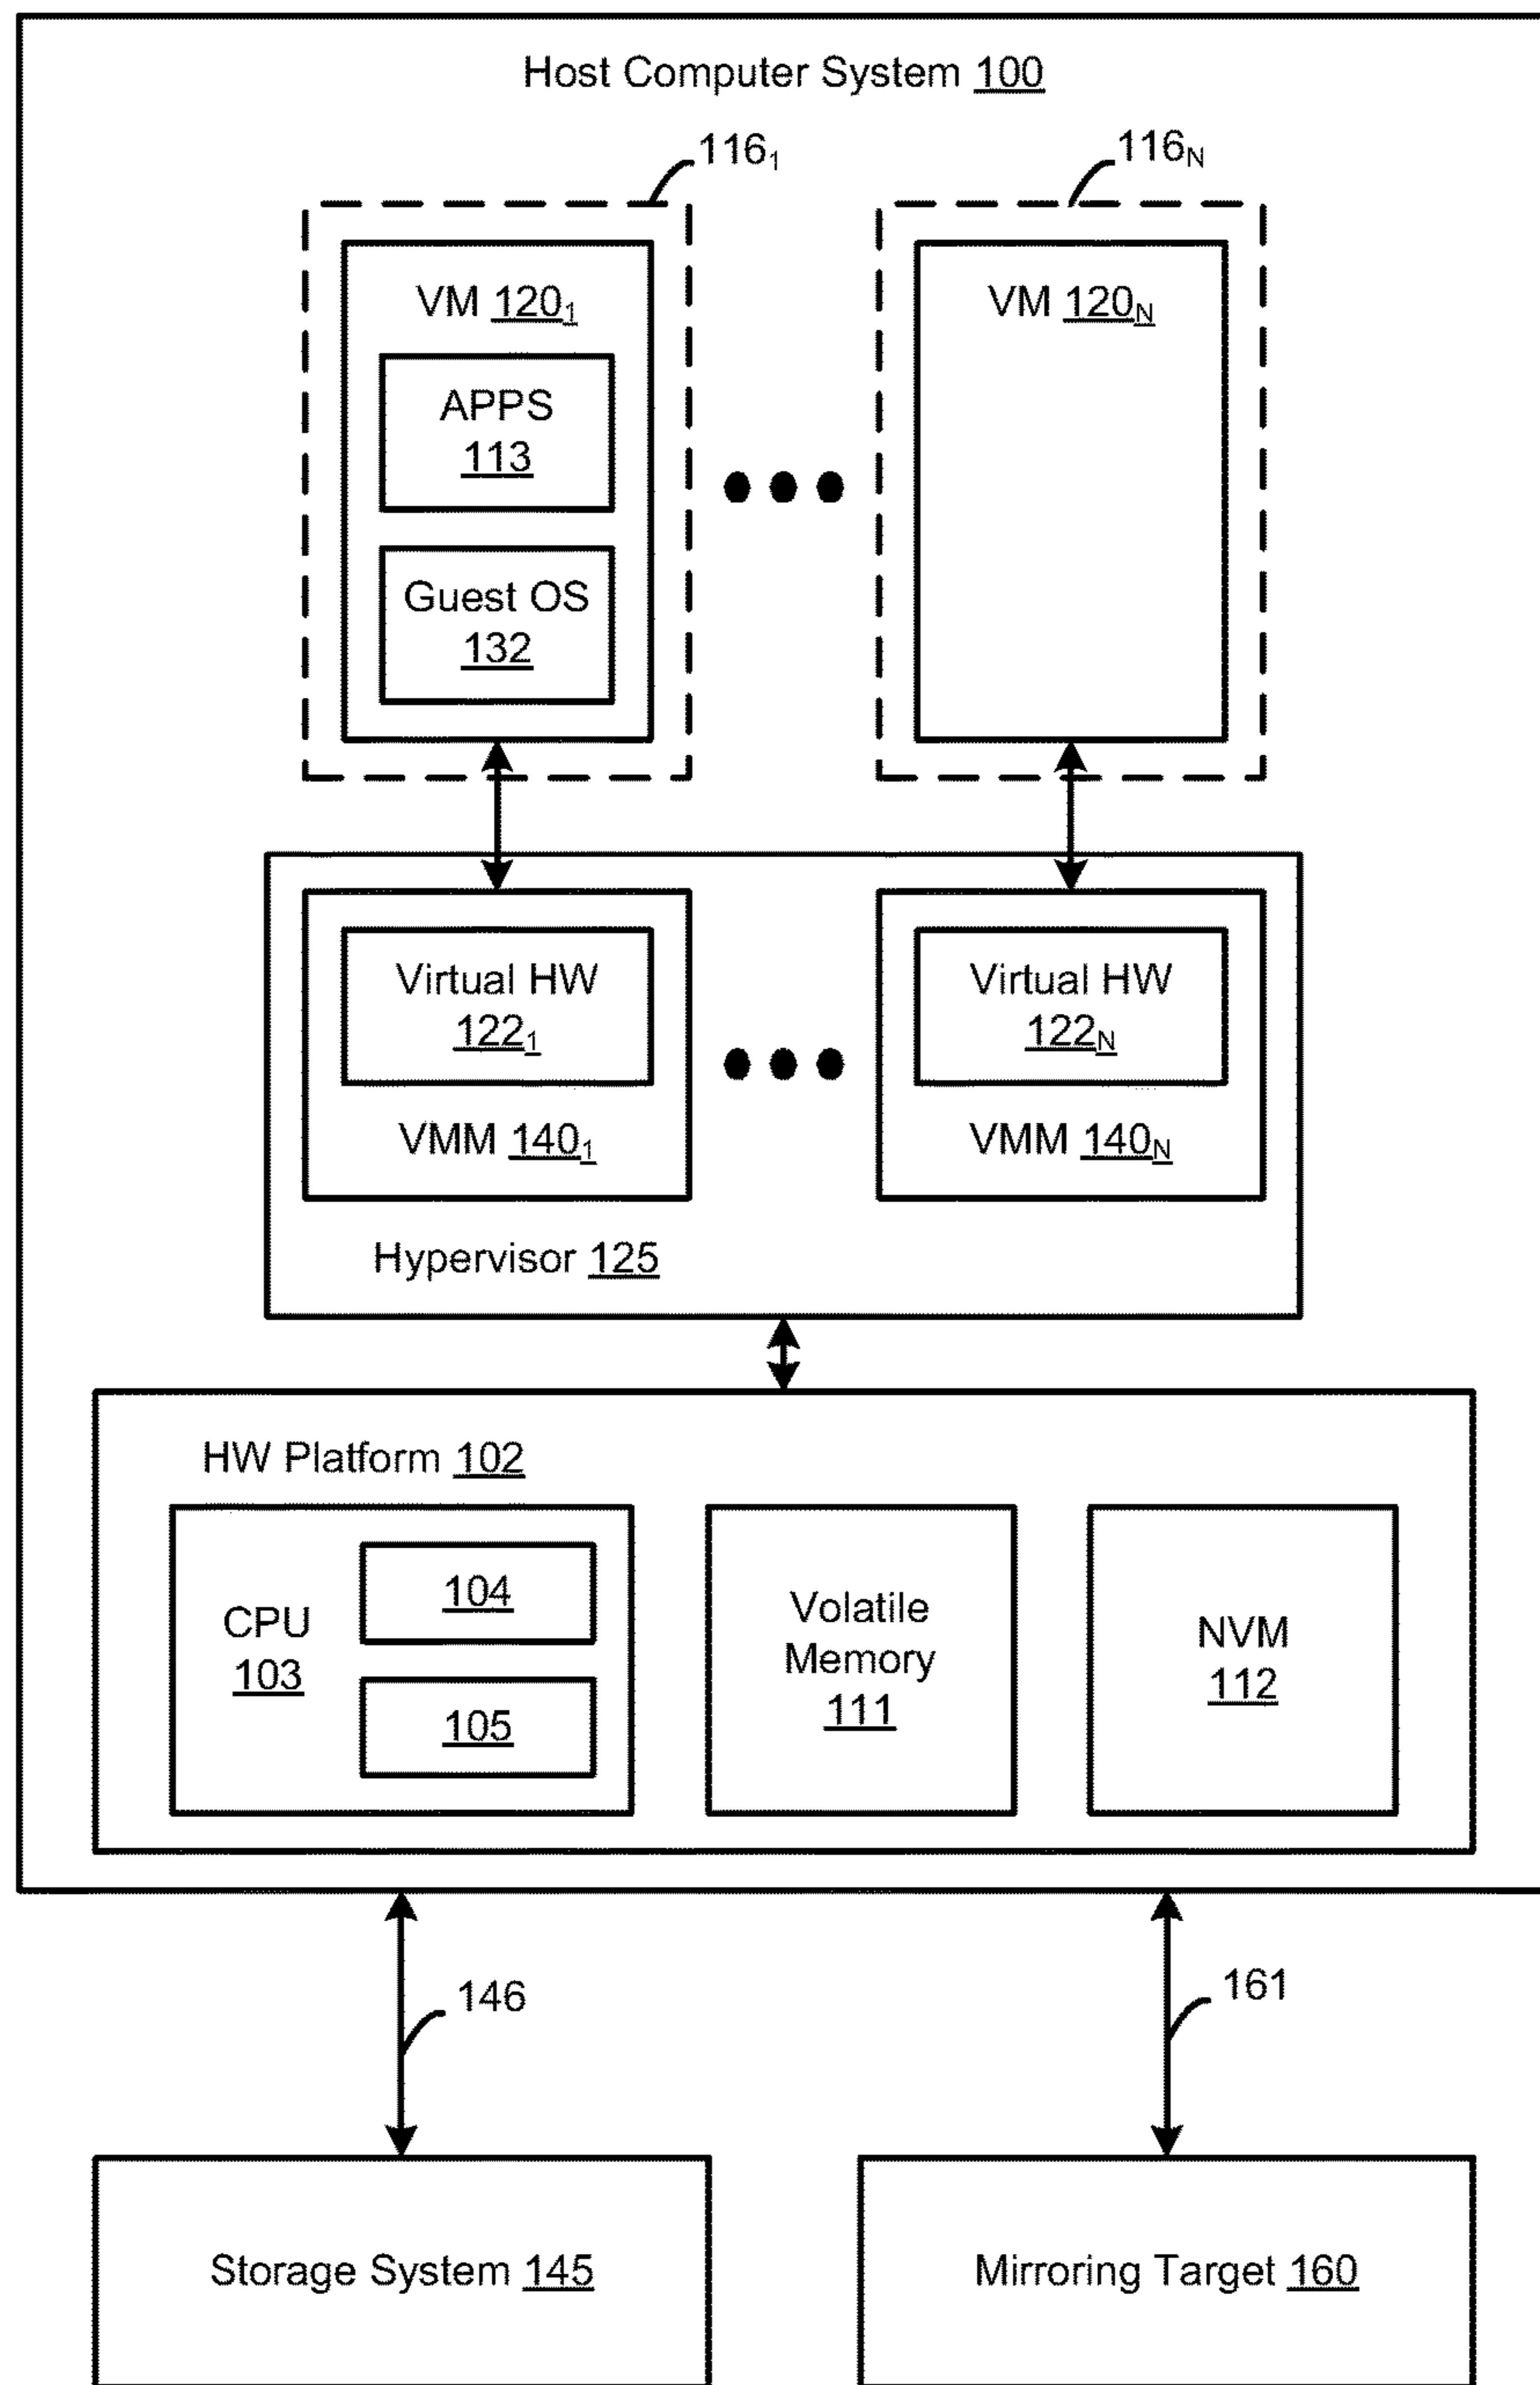 Host Computer System 100
116₁
116N
VM 120₁
VM 120N
APPS
113
Guest OS
132
Virtual HW
122₁
Virtual HW
122N
VMM 140₁
VMM 140N
Hypervisor 125
HW Platform 102
CPU
103
104
105
Volatile
Memory
111
NVM
112
146
161
Storage System 145
Mirroring Target 160